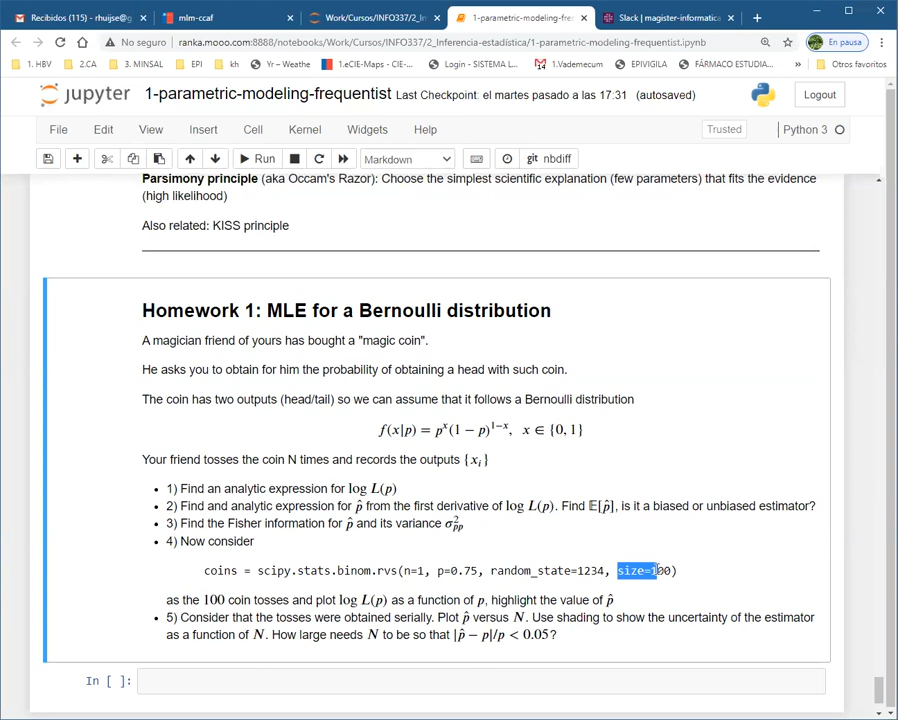 Recibidos (115) - rhuijse@g
mlm-ccaf
Work/Cursos/INFO337/2_In
1-parametric-modeling-fre
Slack | magister-informatica
No seguro
ranka.mooo.com:8888/notebooks/Work/Cursos/INFO337/2_Inferencia-estadística/1-parametric-modeling-frequentist.ipynb
En pausa
1. HBV
2.CA
3. MINSAL
EPI
kh
Yr – Weathe
1.eCIE-Maps - CIE-...
Login - SISTEMA L...
1.Vademecum
EPIVIGILA
FÁRMACO ESTUDIA...
»
Otros favoritos
jupyter 1-parametric-modeling-frequentist Last Checkpoint: el martes pasado a las 17:31 (autosaved)
Logout
File Edit View Insert Cell Kernel Widgets Help
Trusted
Python 3
Run
Markdown
nbdiff
Parsimony principle (aka Occam's Razor): Choose the simplest scientific explanation (few parameters) that fits the evidence
(high likelihood)
Also related: KISS principle
Homework 1: MLE for a Bernoulli distribution
A magician friend of yours has bought a "magic coin".
He asks you to obtain for him the probability of obtaining a head with such coin.
The coin has two outputs (head/tail) so we can assume that it follows a Bernoulli distribution
f(x|p) = p^x(1 − p)^{1−x}, x ∈ {0, 1}
Your friend tosses the coin N times and records the outputs {x_i}
• 1) Find an analytic expression for log L(p)
• 2) Find and analytic expression for p̂ from the first derivative of log L(p). Find 𝔼[p̂], is it a biased or unbiased estimator?
• 3) Find the Fisher information for p̂ and its variance σ²_pp
• 4) Now consider
coins = scipy.stats.binom.rvs(n=1, p=0.75, random_state=1234, size=100)
as the 100 coin tosses and plot log L(p) as a function of p, highlight the value of p̂
• 5) Consider that the tosses were obtained serially. Plot p̂ versus N. Use shading to show the uncertainty of the estimator
as a function of N. How large needs N to be so that |p̂ − p|/p < 0.05?
In [ ]: